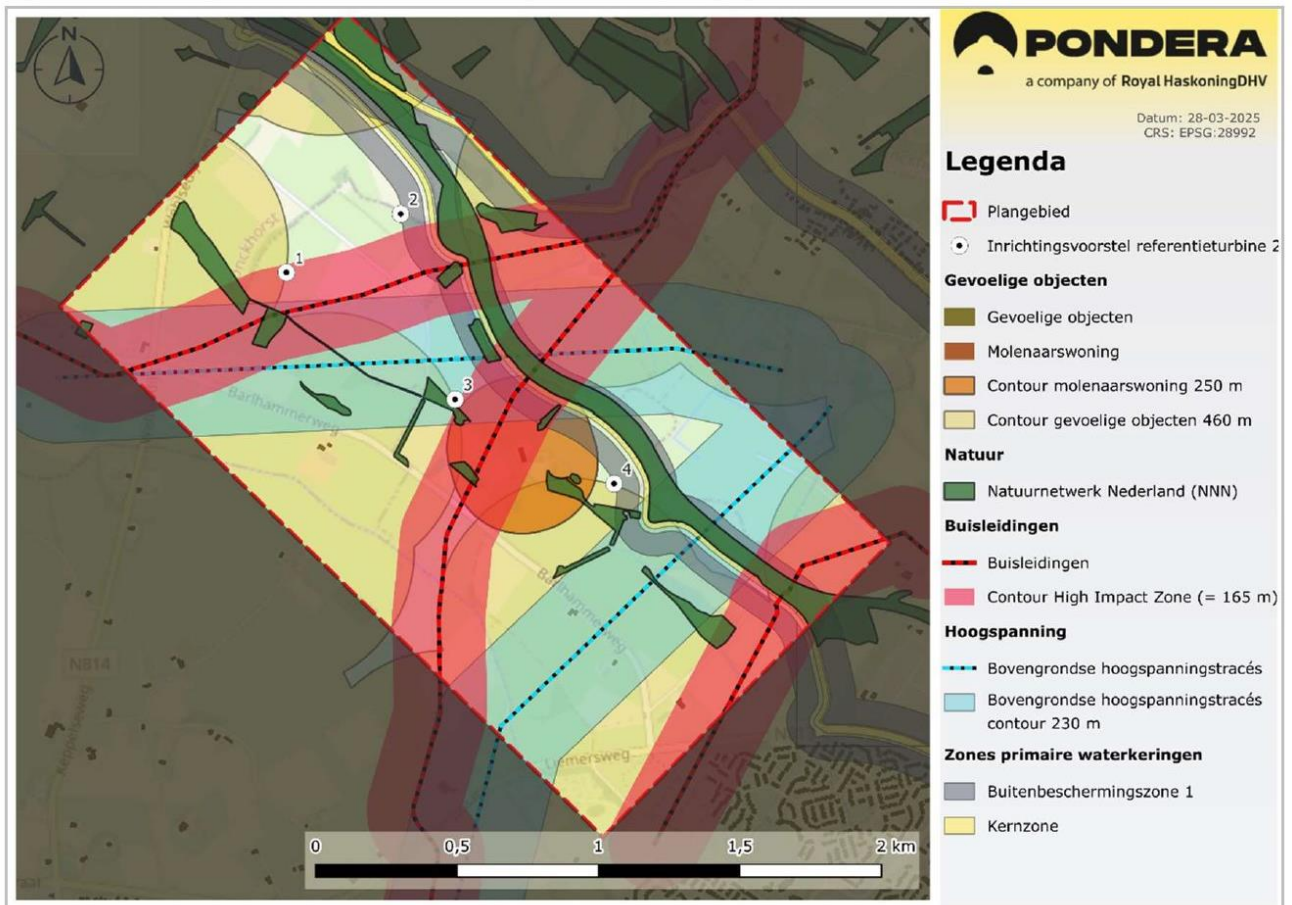 N
2
1
3
4
Barlhammerweg
Barlhammerweg
N814
Keppelseweg
Liemersweg
0
0,5
1
1,5
2 km
PONDERA
a company of Royal HaskoningDHV
Datum: 28-03-2025
CRS: EPSG:28992
Legenda
Plangebied
Inrichtingsvoorstel referentieturbine 2
Gevoelige objecten
Gevoelige objecten
Molenaarswoning
Contour molenaarswoning 250 m
Contour gevoelige objecten 460 m
Natuur
Natuurnetwerk Nederland (NNN)
Buisleidingen
Buisleidingen
Contour High Impact Zone (= 165 m)
Hoogspanning
Bovengrondse hoogspanningstracés
Bovengrondse hoogspanningstracés
contour 230 m
Zones primaire waterkeringen
Buitenbeschermingszone 1
Kernzone